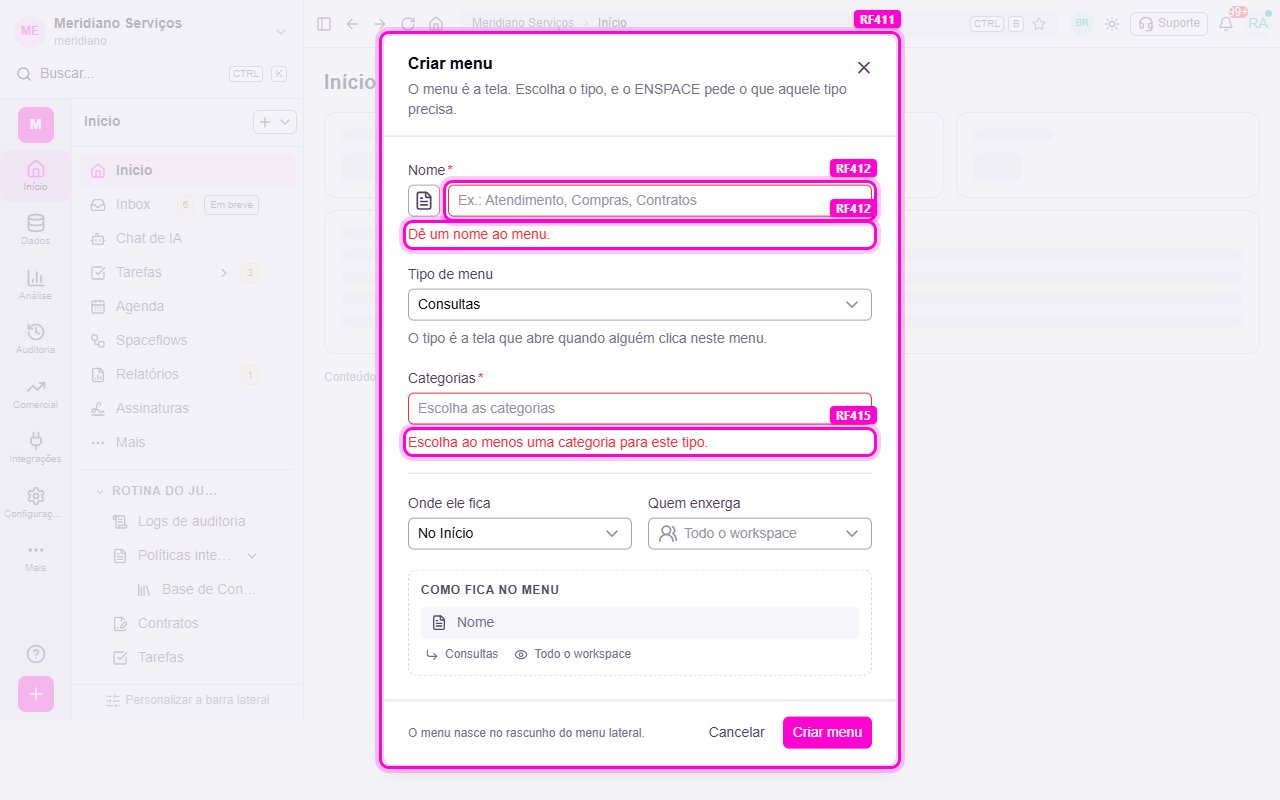 ME
Meridiano Serviços
meridiano
Buscar...
CTRL
K
Meridiano Serviços
Início
CTRL
B
BR
Suporte
99+
RA
M
Início
Dados
Análise
Auditoria
Comercial
Integrações
Configuraç...
Mais
Início
Início
Inbox
6
Em breve
Chat de IA
Tarefas
3
Agenda
Spaceflows
Relatórios
1
Assinaturas
Mais
ROTINA DO JU...
Logs de auditoria
Políticas inte...
Base de Con...
Contratos
Tarefas
Personalizar a barra lateral
Início
Conteúdo
RF411
Criar menu
O menu é a tela. Escolha o tipo, e o ENSPACE pede o que aquele tipo
precisa.
Nome*
RF412
Ex.: Atendimento, Compras, Contratos
RF412
Dê um nome ao menu.
Tipo de menu
Consultas
O tipo é a tela que abre quando alguém clica neste menu.
Categorias*
Escolha as categorias
RF415
Escolha ao menos uma categoria para este tipo.
Onde ele fica
Quem enxerga
No Início
Todo o workspace
COMO FICA NO MENU
Nome
Consultas
Todo o workspace
O menu nasce no rascunho do menu lateral.
Cancelar
Criar menu